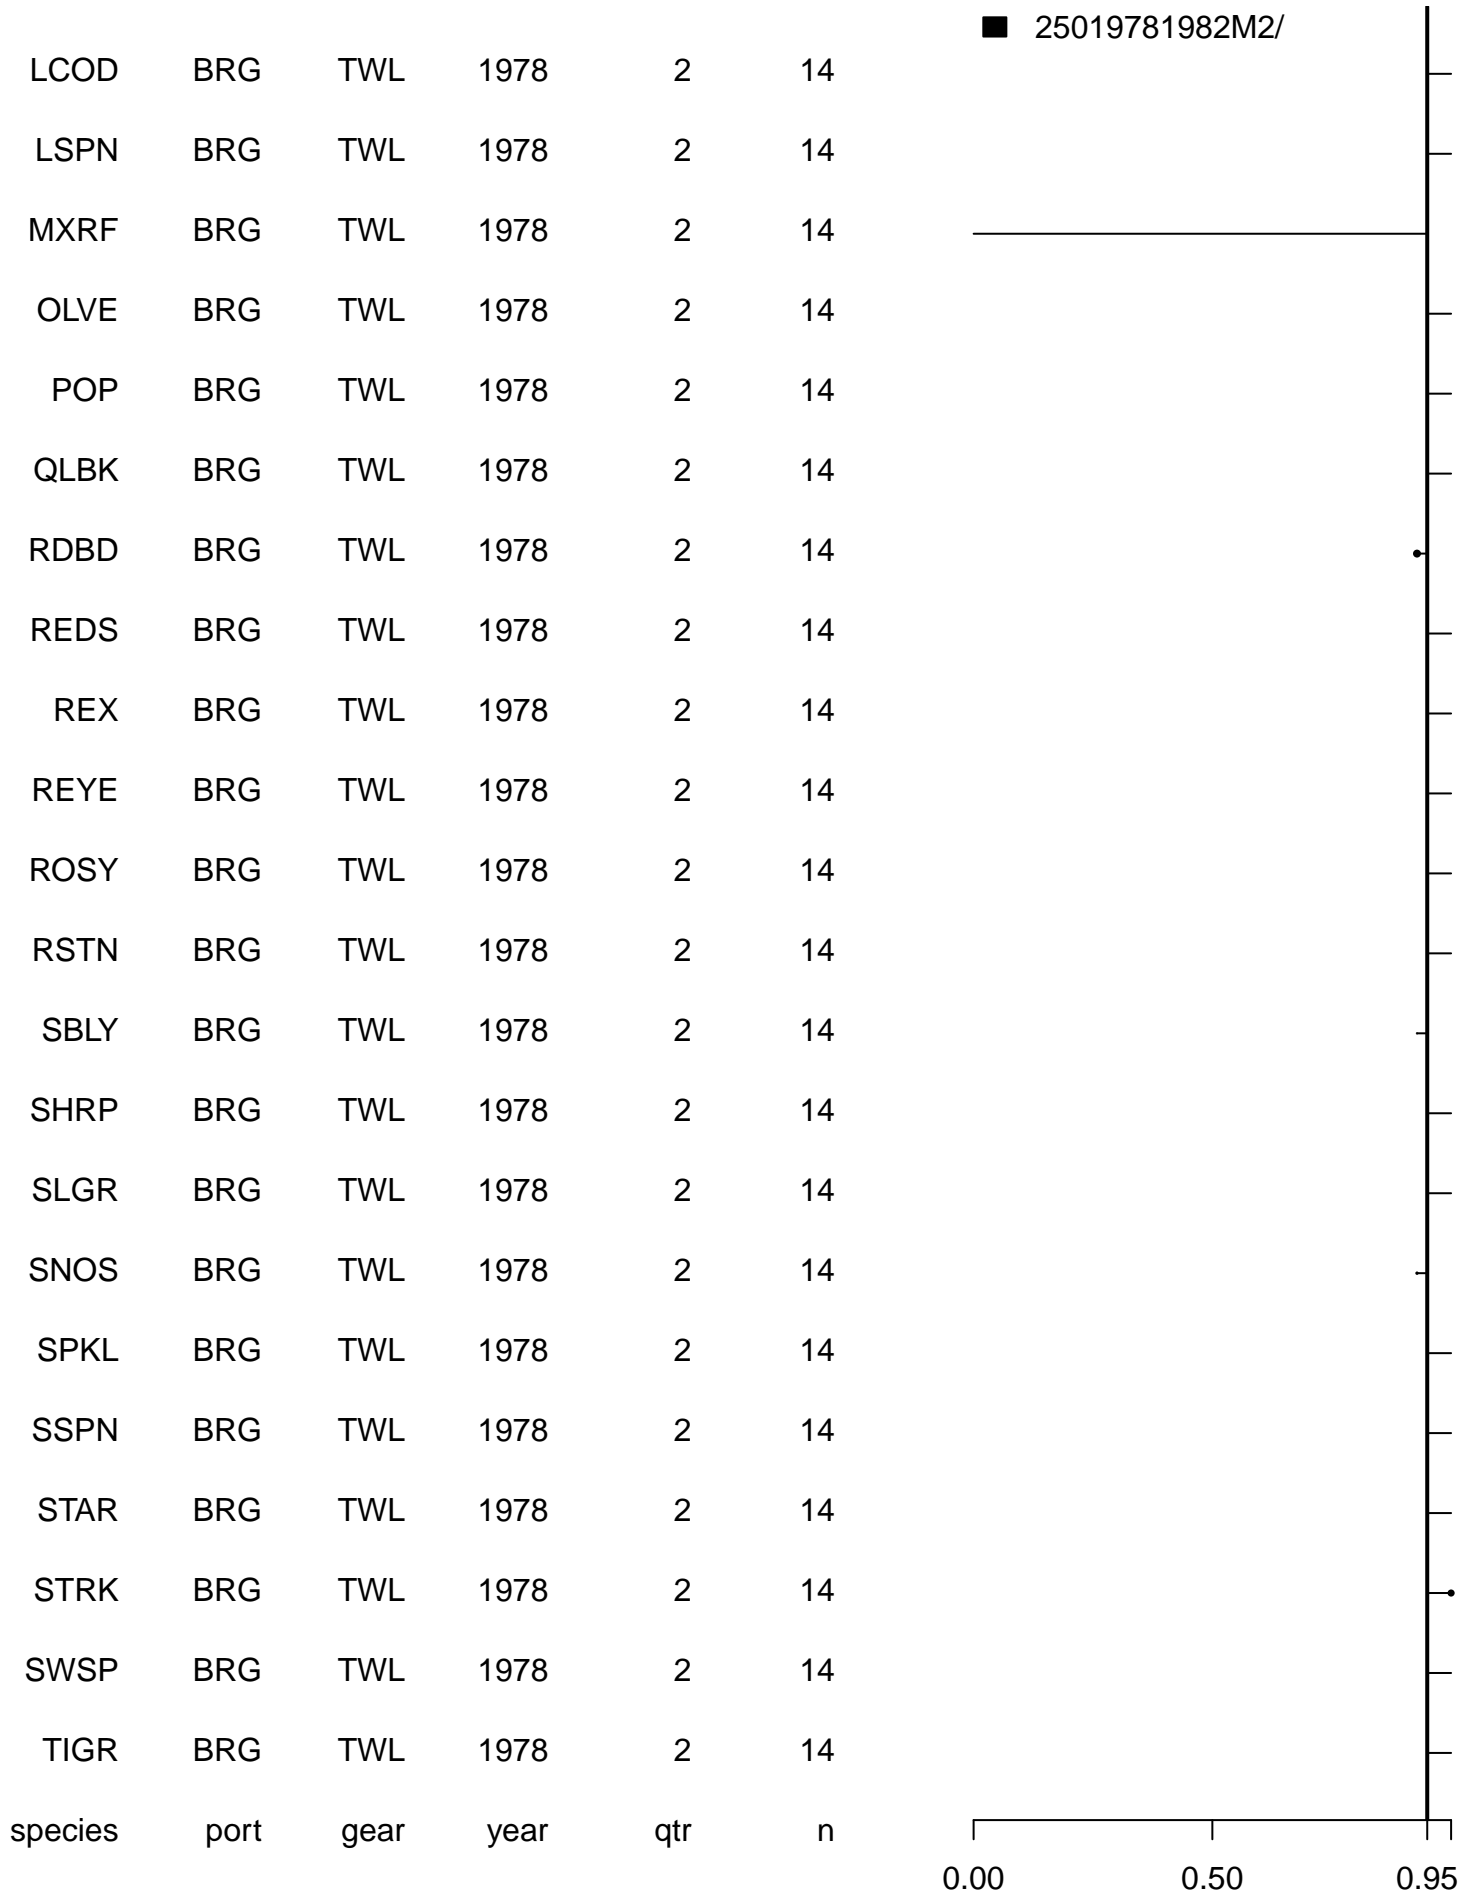 25019781982M2/
LCOD BRG TWL 1978 2 14
LSPN BRG TWL 1978 2 14
MXRF BRG TWL 1978 2 14
OLVE BRG TWL 1978 2 14
POP BRG TWL 1978 2 14
QLBK BRG TWL 1978 2 14
RDBD BRG TWL 1978 2 14
REDS BRG TWL 1978 2 14
REX BRG TWL 1978 2 14
REYE BRG TWL 1978 2 14
ROSY BRG TWL 1978 2 14
RSTN BRG TWL 1978 2 14
SBLY BRG TWL 1978 2 14
SHRP BRG TWL 1978 2 14
SLGR BRG TWL 1978 2 14
SNOS BRG TWL 1978 2 14
SPKL BRG TWL 1978 2 14
SSPN BRG TWL 1978 2 14
STAR BRG TWL 1978 2 14
STRK BRG TWL 1978 2 14
SWSP BRG TWL 1978 2 14
TIGR BRG TWL 1978 2 14
species port gear year qtr n
0.00 0.50 0.95